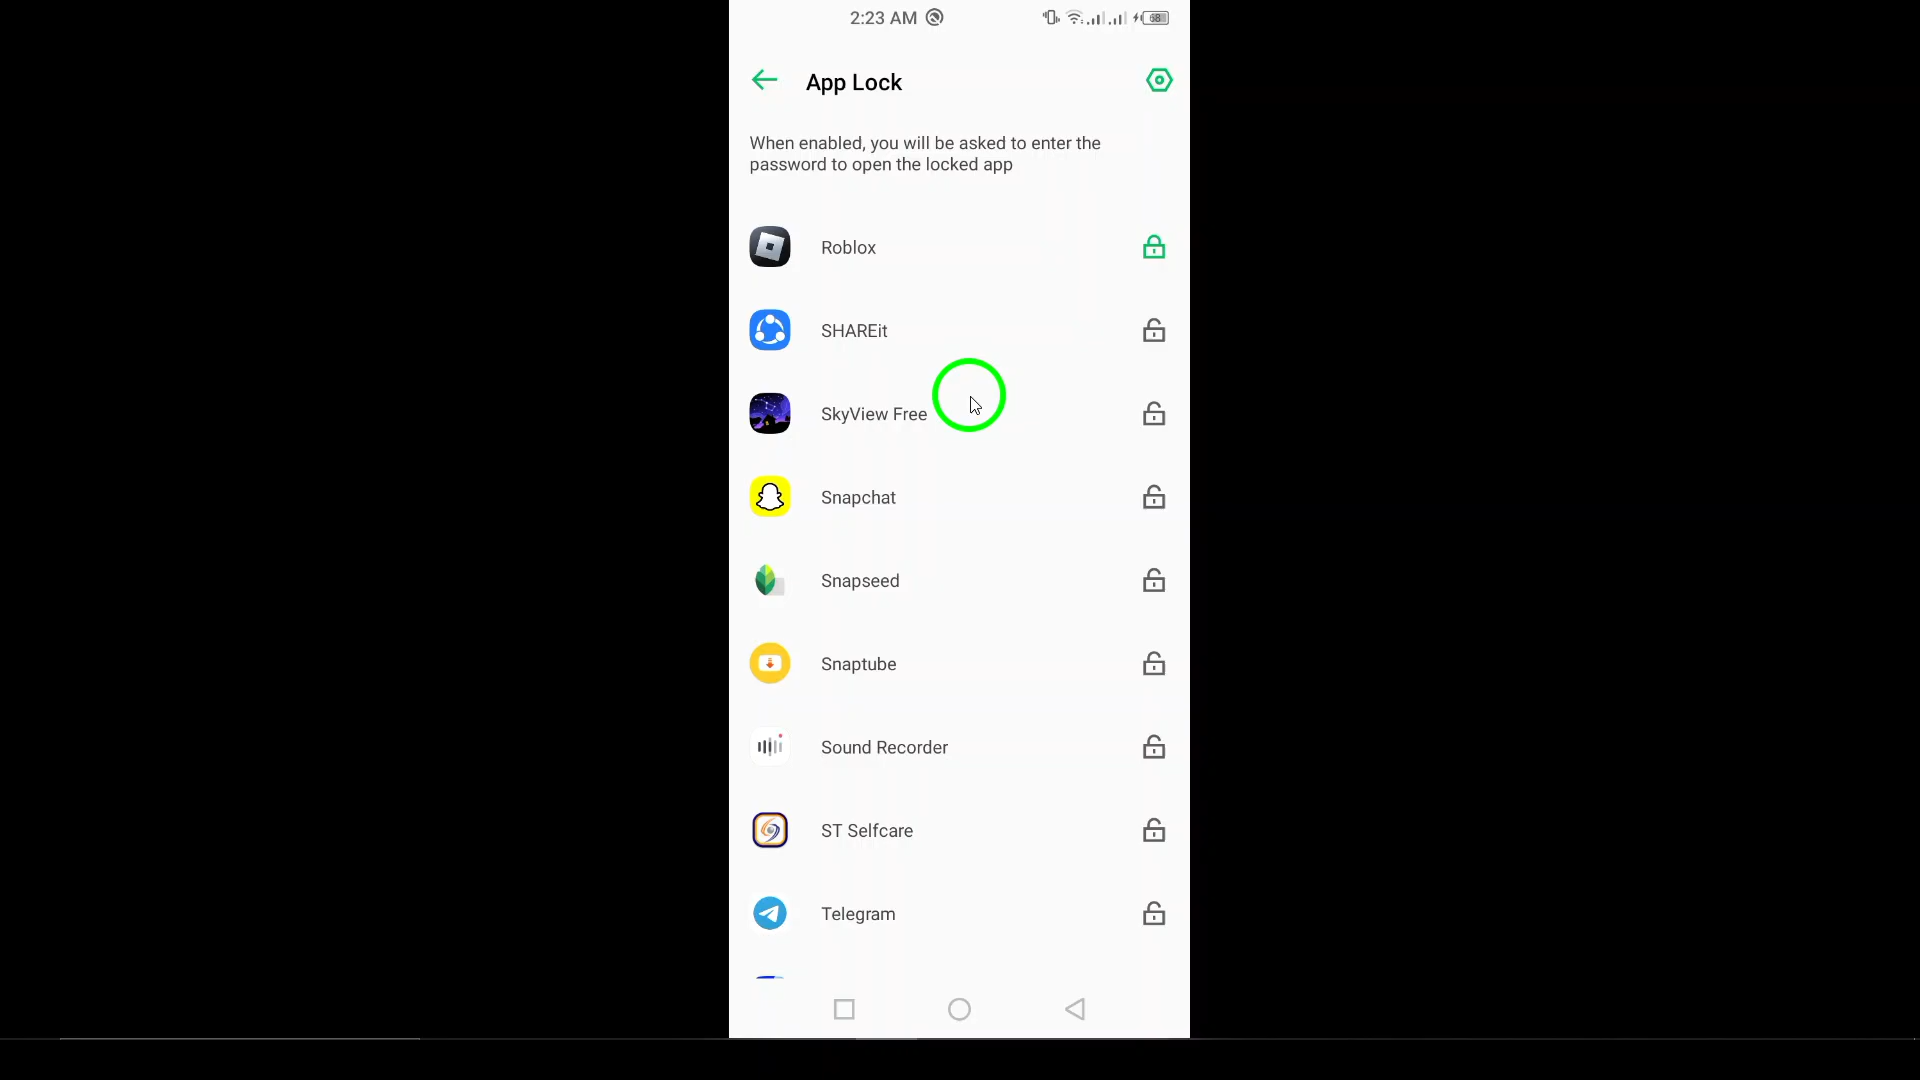 2:23 AM
68
App Lock
When enabled, you will be asked to enter the
password to open the locked app
Roblox
SHAREit
SkyView Free
Snapchat
Snapseed
Snaptube
Sound Recorder
ST Selfcare
Telegram